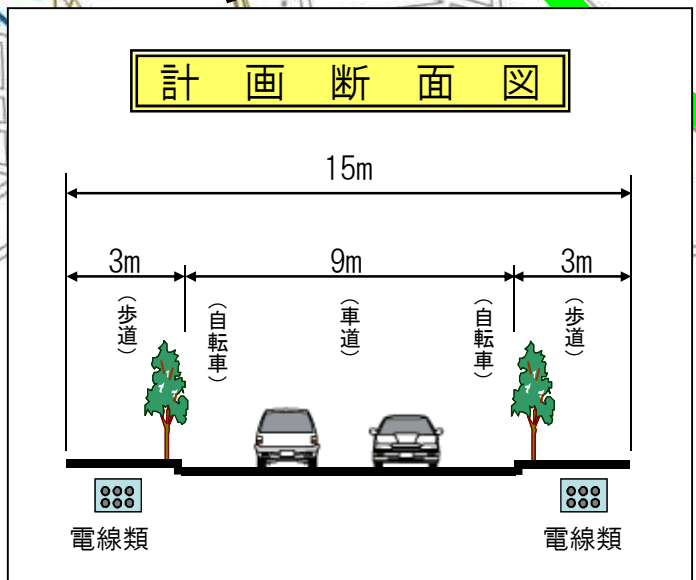 計画断面図
15m
3m
9m
3m
（歩道）
（自転車）
（車道）
（自転車）
（歩道）
電線類
電線類